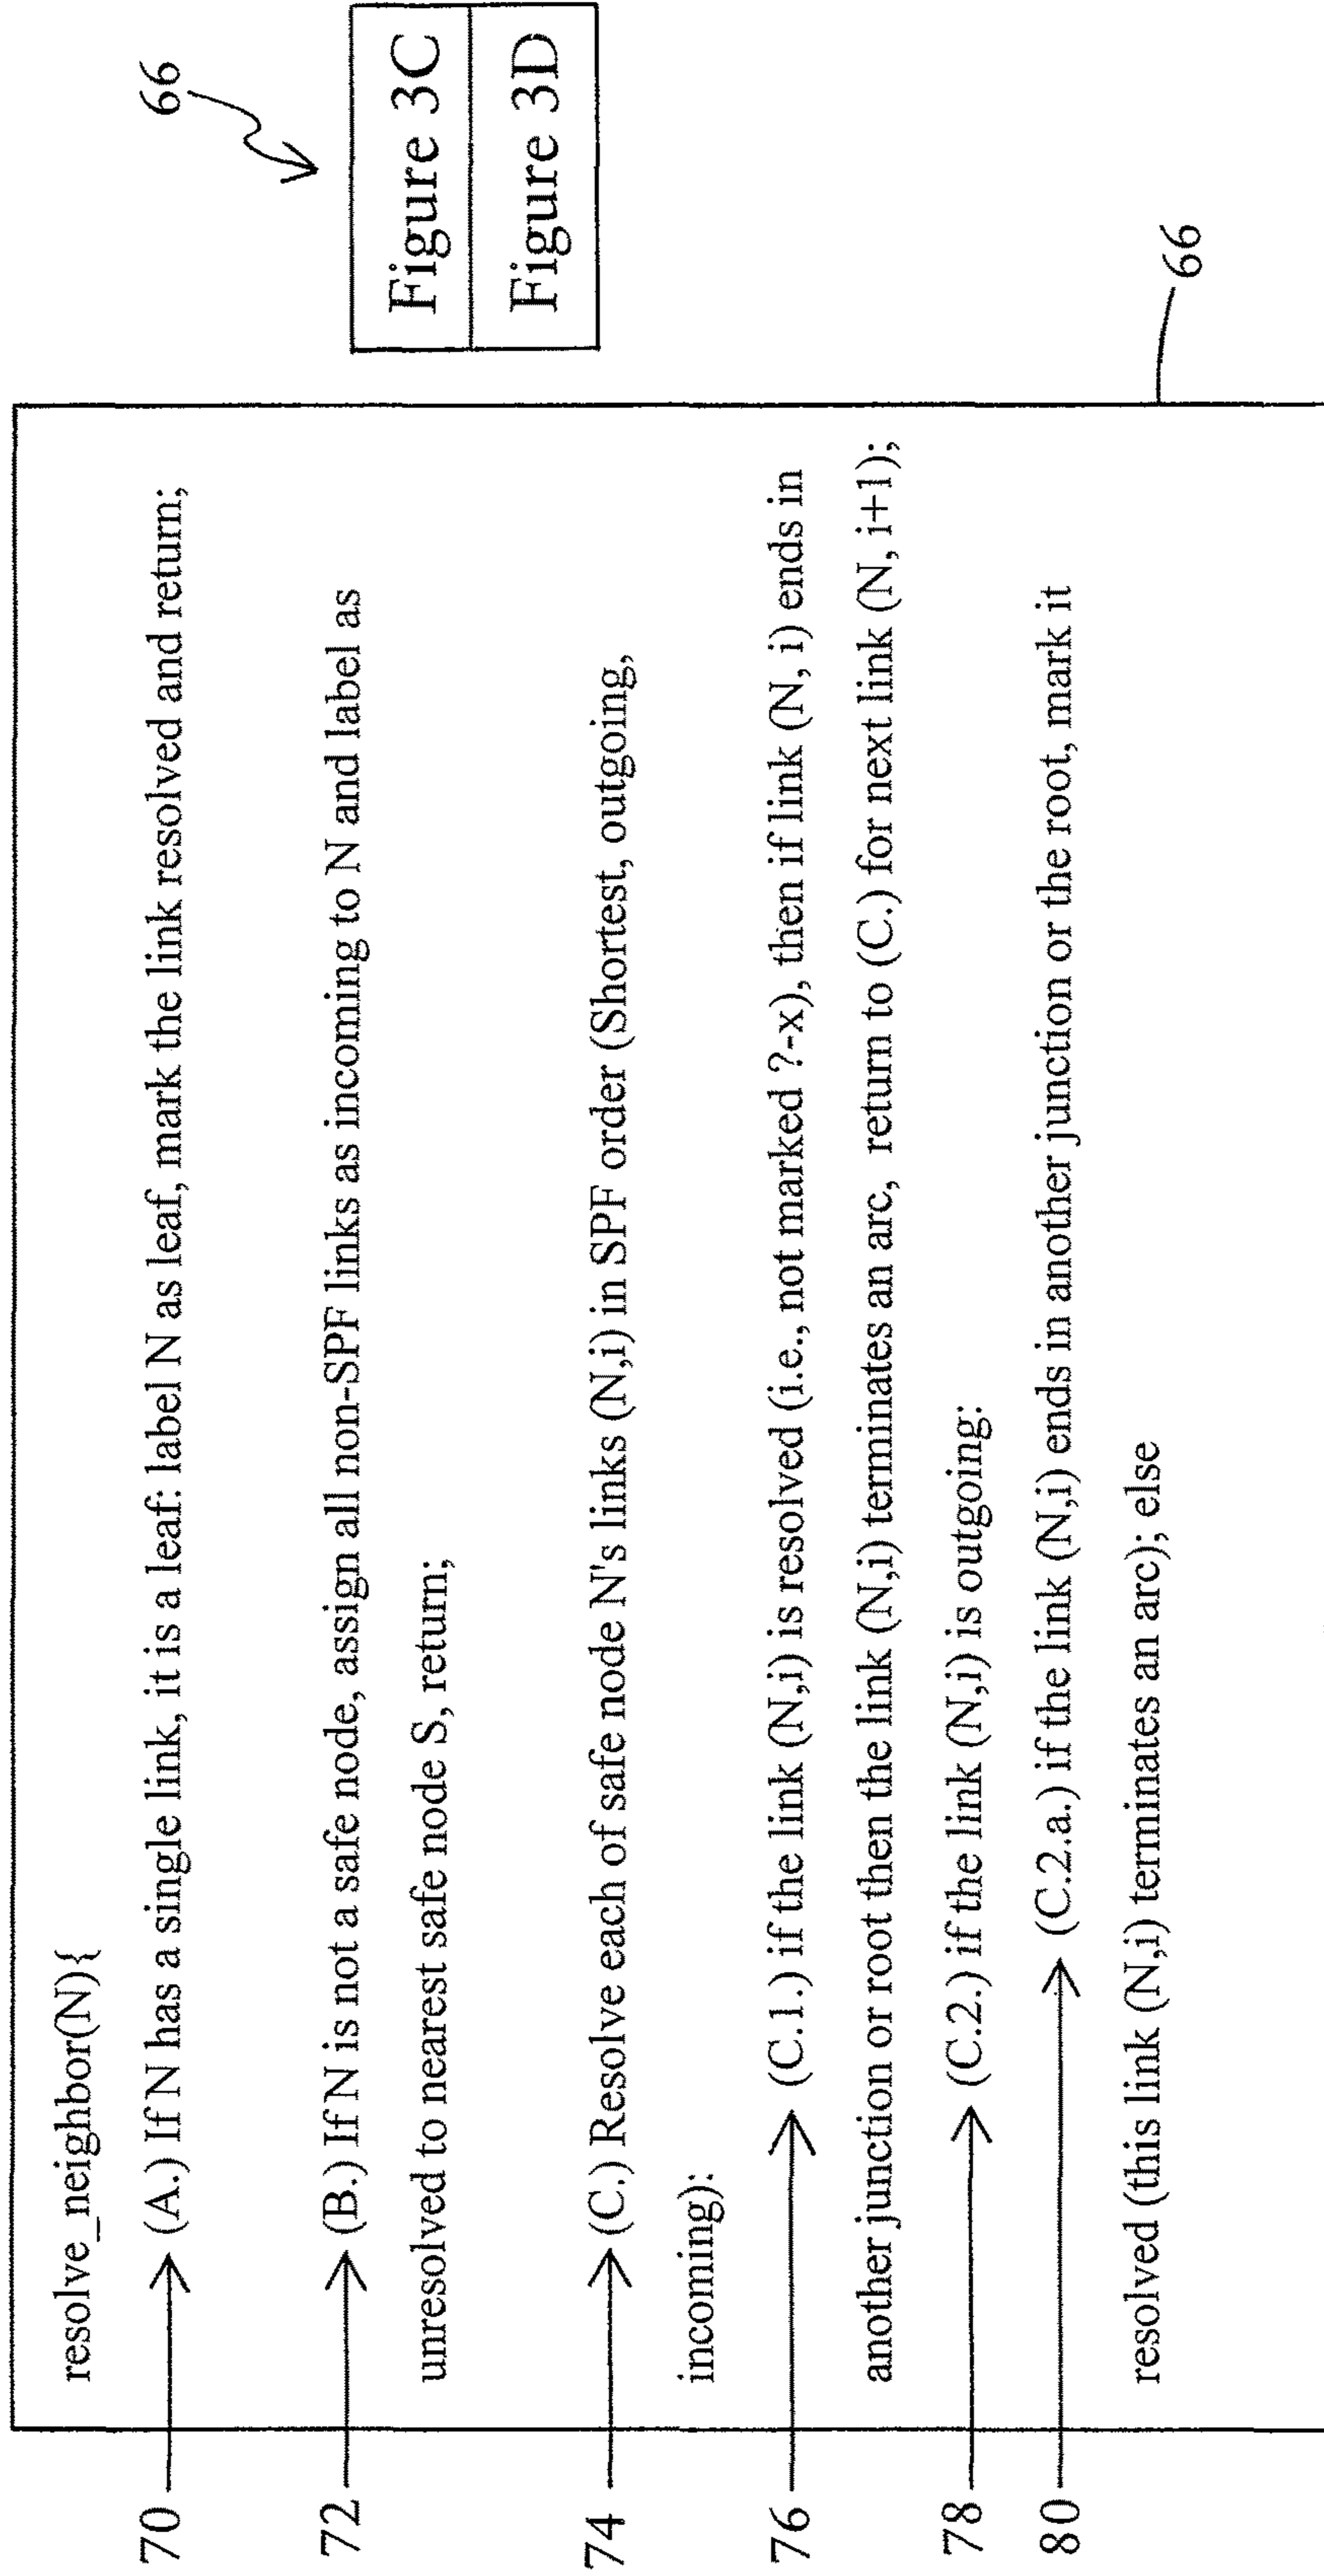 resolve_neighbor(N){
70 (A.) If N has a single link, it is a leaf: label N as leaf, mark the link resolved and return;
72 (B.) If N is not a safe node, assign all non-SPF links as incoming to N and label as
unresolved to nearest safe node S, return;
74 (C.) Resolve each of safe node N's links (N,i) in SPF order (Shortest, outgoing,
incoming):
76 (C.1.) if the link (N,i) is resolved (i.e., not marked ?-x), then if link (N, i) ends in
another junction or root then the link (N,i) terminates an arc, return to (C.) for next link (N, i+1);
78 (C.2.) if the link (N,i) is outgoing:
80 (C.2.a.) if the link (N,i) ends in another junction or the root, mark it
resolved (this link (N,i) terminates an arc); else
66
66
Figure 3C
Figure 3D